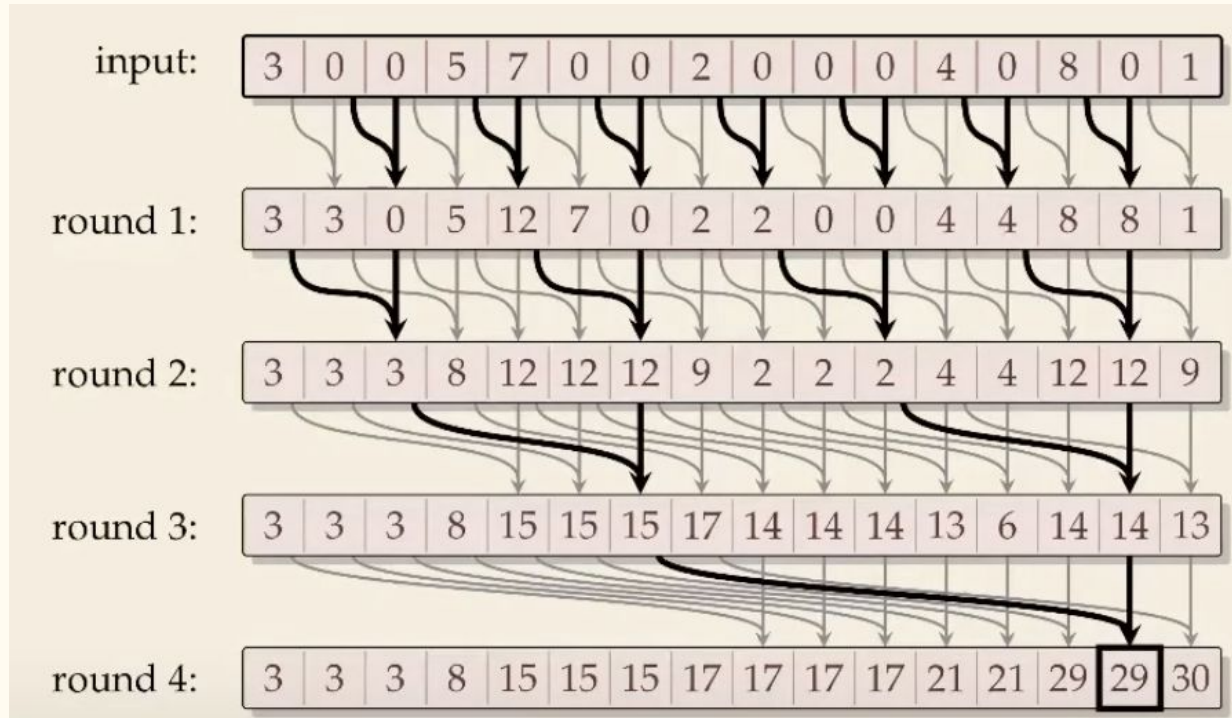 input: 3 0 0 5 7 0 0 2 0 0 0 4 0 8 0 1
round 1: 3 3 0 5 12 7 0 2 2 0 0 4 4 8 8 1
round 2: 3 3 3 8 12 12 12 9 2 2 2 4 4 12 12 9
round 3: 3 3 3 8 15 15 15 17 14 14 14 13 6 14 14 13
round 4: 3 3 3 8 15 15 15 17 17 17 17 21 21 29 29 30